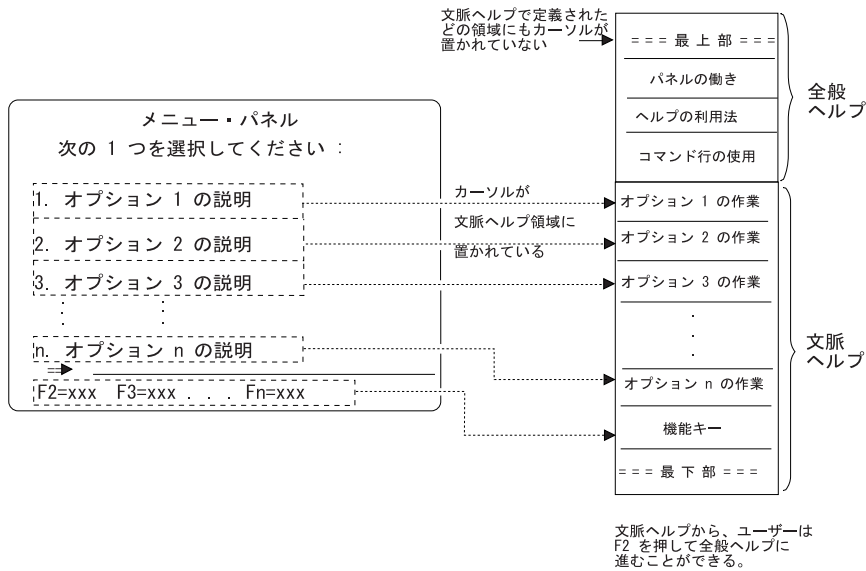 文脈ヘルプで定義された
どの領域にもカーソルが
置かれていない
=== 最 上 部 ===
パネルの働き
ヘルプの利用法
コマンド行の使用
全般
ヘルプ
メニュー・パネル
次の 1 つを選択してください :
1. オプション 1 の説明
2. オプション 2 の説明
3. オプション 3 の説明
. .
. .
. .
n. オプション n の説明
==>
F2=xxx F3=xxx . . . Fn=xxx
カーソルが
文脈ヘルプ領域に
置かれている
オプション 1 の作業
オプション 2 の作業
オプション 3 の作業
.
.
.
オプション n の作業
機能キー
=== 最 下 部 ===
文脈
ヘルプ
文脈ヘルプから、ユーザーは
F2 を押して全般ヘルプに
進むことができる。